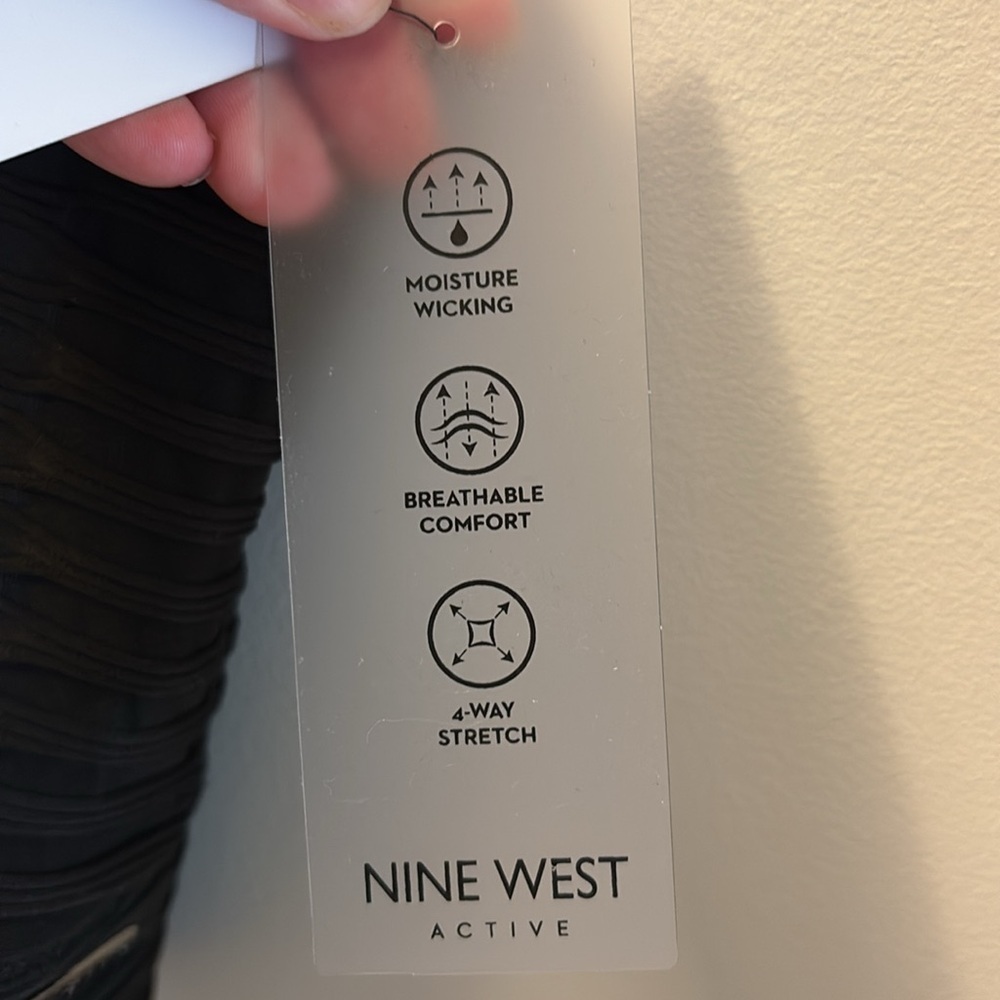 MOISTURE
WICKING
BREATHABLE
COMFORT
4-WAY
STRETCH
NINE WEST
ACTIVE